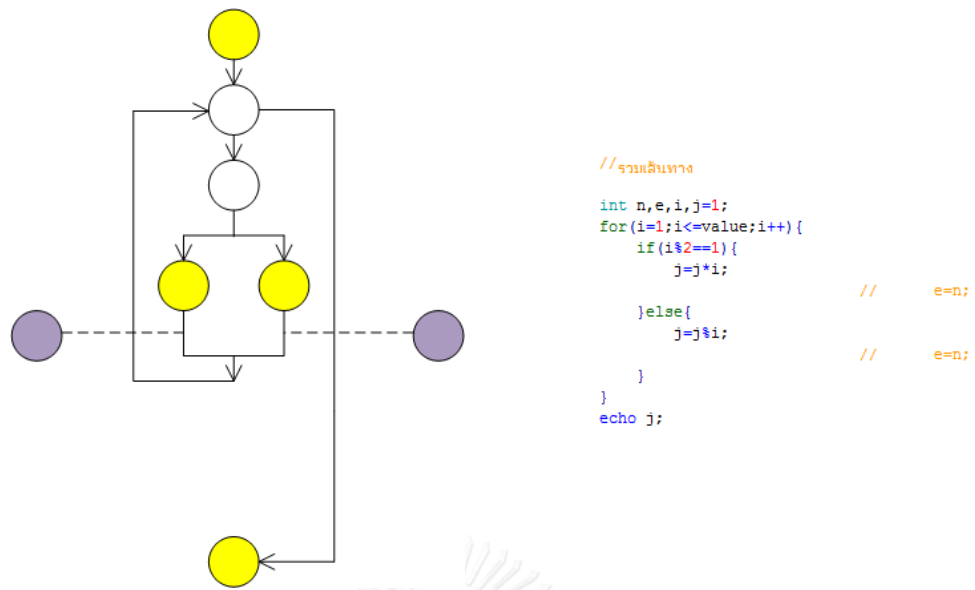 //รวมเส้นทาง
int n,e,i,j=1;
for(i=1;i<=value;i++){
if(i%2==1){
j=j*i;
// e=n;
}else{
j=j%i;
// e=n;
}
}
echo j;